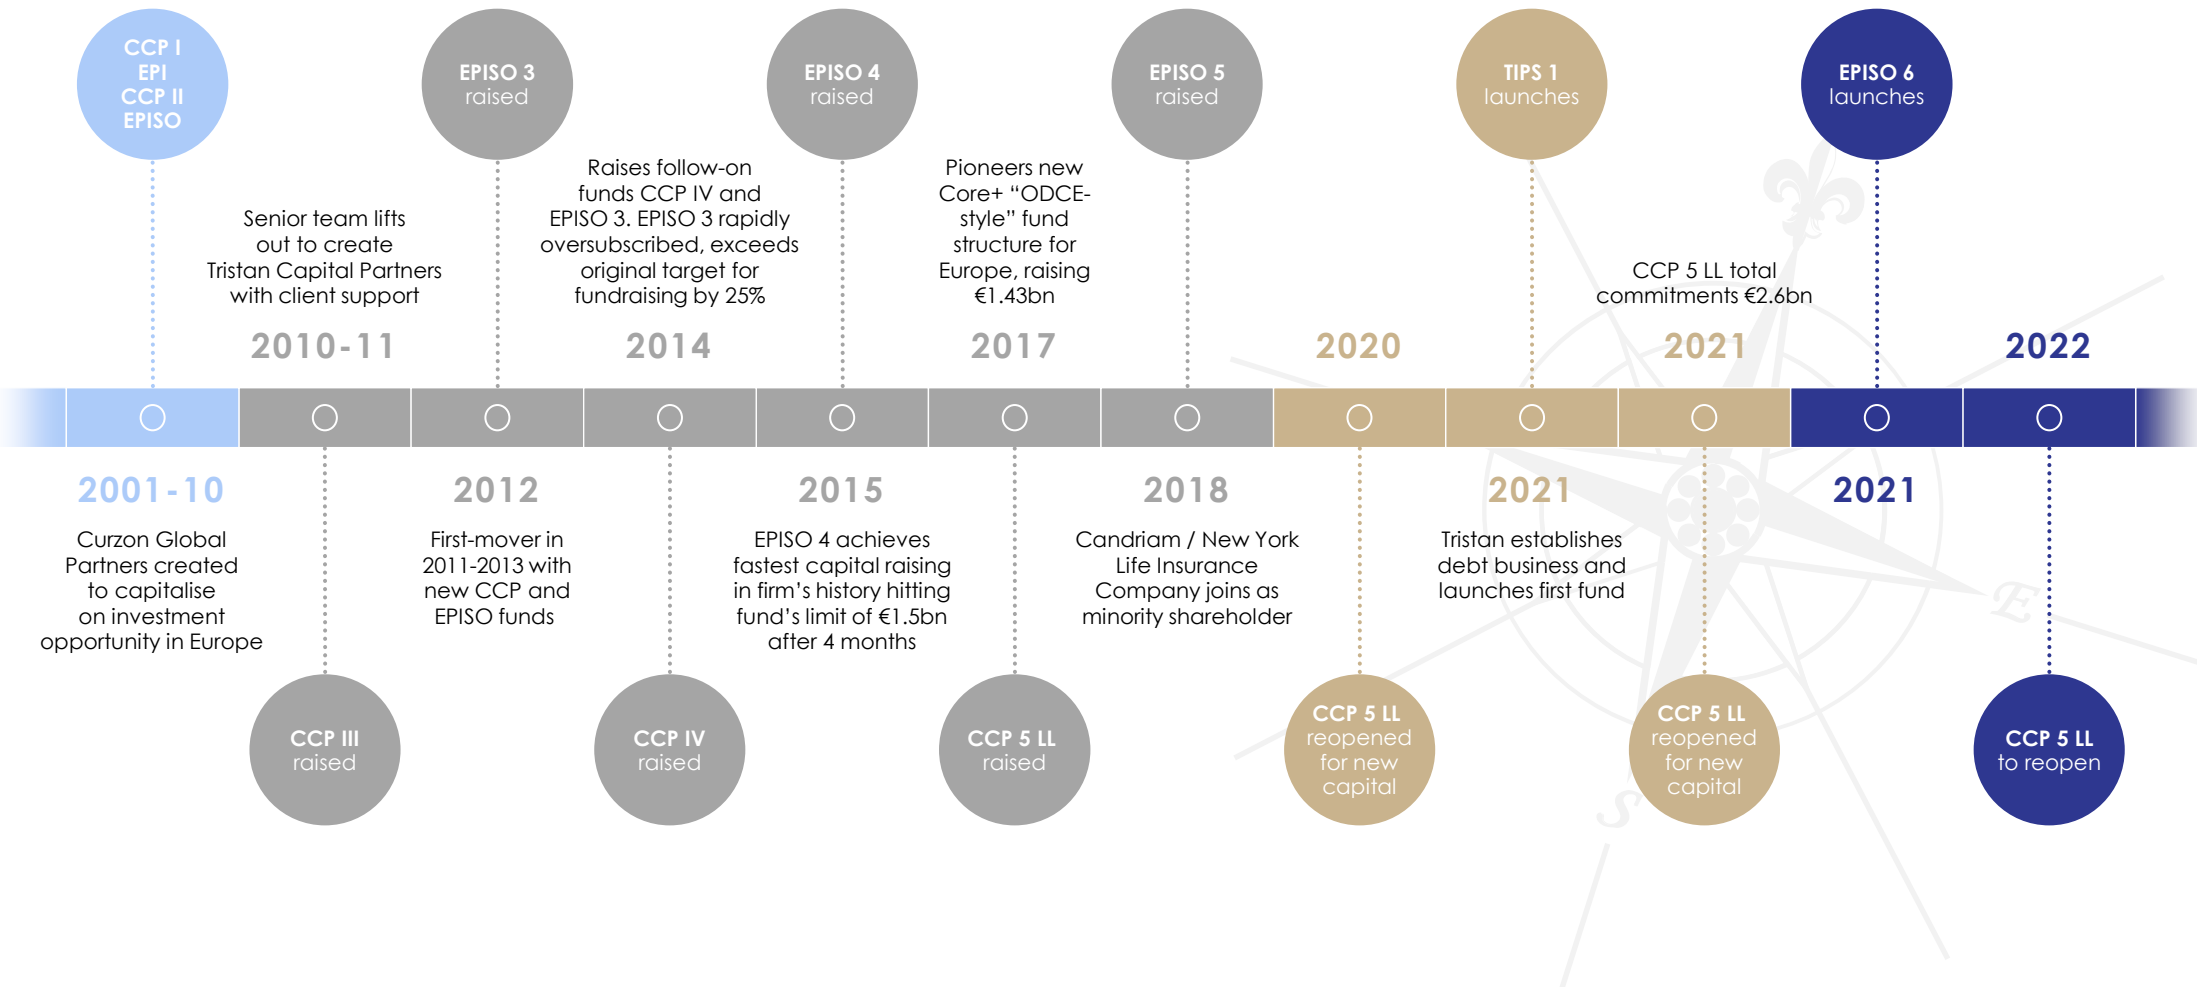 CCP I
EPI
CCP II
EPISO
2001-10
Curzon Global
Partners created
to capitalise
on investment
opportunity in Europe
Senior team lifts
out to create
Tristan Capital Partners
with client support
2010-11
CCP III
raised
EPISO 3
raised
2012
First-mover in
2011-2013 with
new CCP and
EPISO funds
Raises follow-on
funds CCP IV and
EPISO 3. EPISO 3 rapidly
oversubscribed, exceeds
original target for
fundraising by 25%
2014
CCP IV
raised
EPISO 4
raised
2015
EPISO 4 achieves
fastest capital raising
in firm’s history hitting
fund’s limit of €1.5bn
after 4 months
Pioneers new
Core+ “ODCE-
style” fund
structure for
Europe, raising
€1.43bn
2017
CCP 5 LL
raised
EPISO 5
raised
2018
Candriam / New York
Life Insurance
Company joins as
minority shareholder
2020
CCP 5 LL
reopened
for new
capital
TIPS 1
launches
2021
Tristan establishes
debt business and
launches first fund
CCP 5 LL total
commitments €2.6bn
2021
CCP 5 LL
reopened
for new
capital
EPISO 6
launches
2021
2022
CCP 5 LL
to reopen
E
S